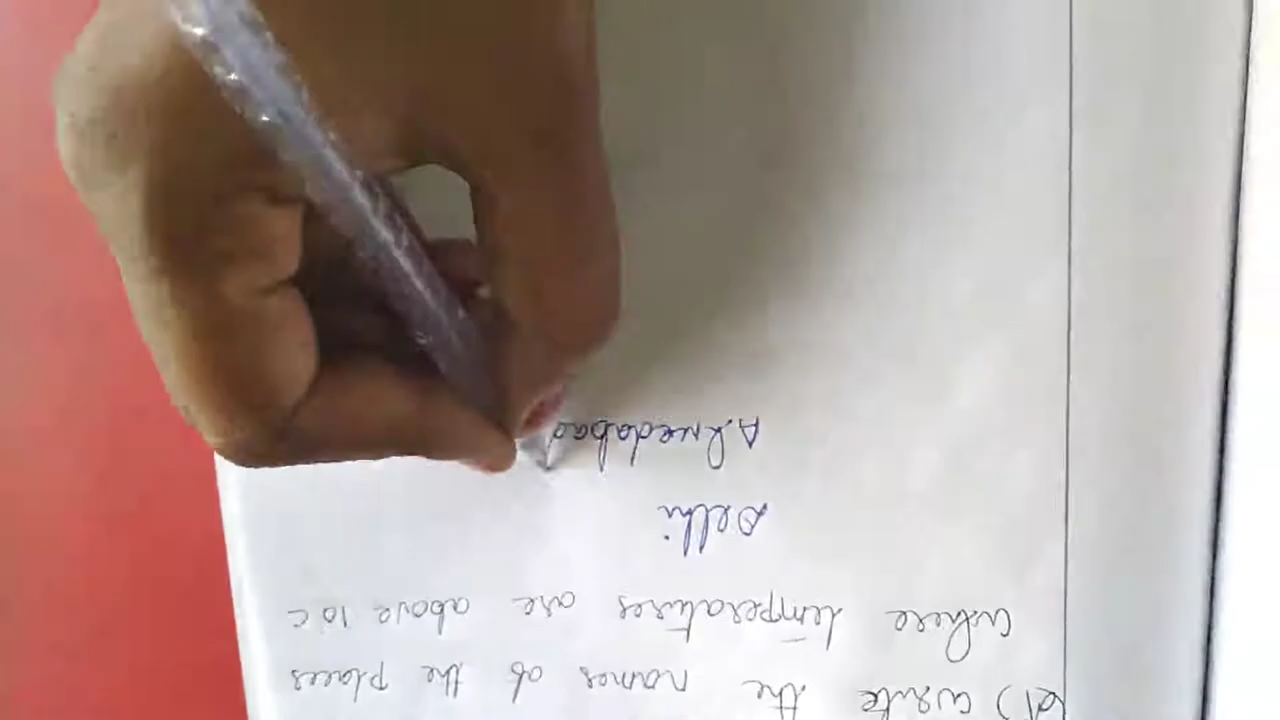 (d) write the names of the places
where temperatures are above 10°C
Delhi
Ahmedabad